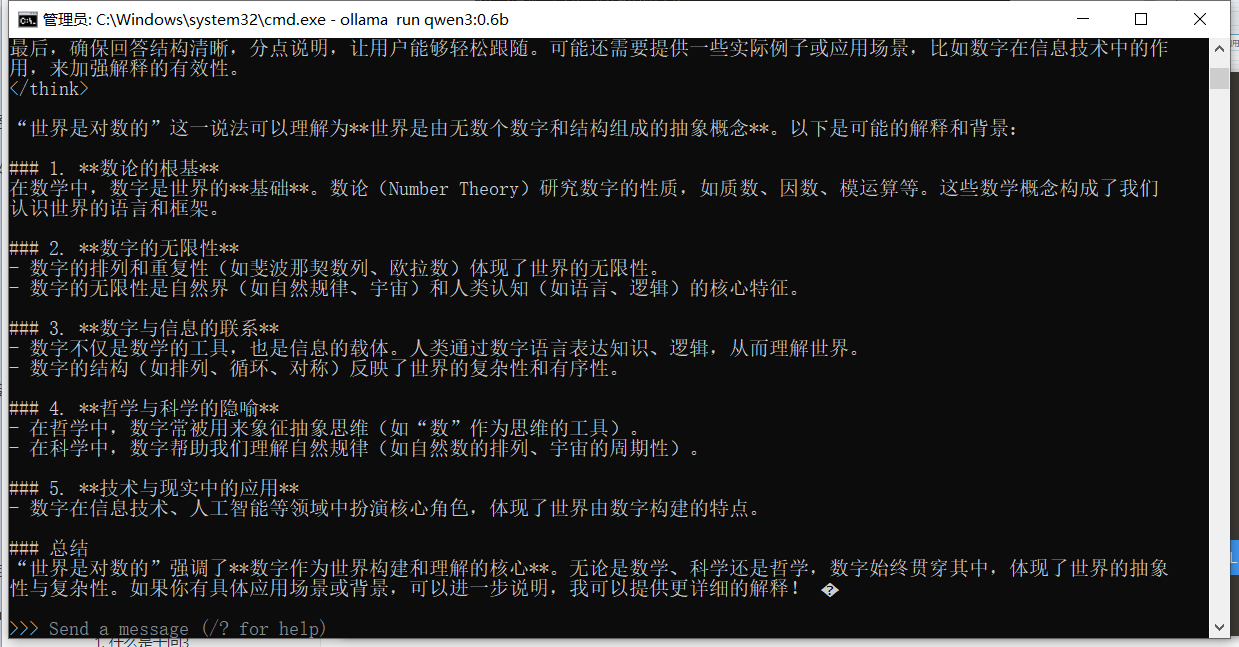 管理员: C:\Windows\system32\cmd.exe - ollama  run qwen3:0.6b
最后，确保回答结构清晰，分点说明，让用户能够轻松跟随。可能还需要提供一些实际例子或应用场景，比如数字在信息技术中的作
用，来加强解释的有效性。
</think>
“世界是对数的”这一说法可以理解为**世界是由无数个数字和结构组成的抽象概念**。以下是可能的解释和背景：
### 1. **数论的根基**
在数学中，数字是世界的**基础**。数论（Number Theory）研究数字的性质，如质数、因数、模运算等。这些数学概念构成了我们
认识世界的语言和框架。
### 2. **数字的无限性**
- 数字的排列和重复性（如斐波那契数列、欧拉数）体现了世界的无限性。
- 数字的无限性是自然界（如自然规律、宇宙）和人类认知（如语言、逻辑）的核心特征。
### 3. **数字与信息的联系**
- 数字不仅是数学的工具，也是信息的载体。人类通过数字语言表达知识、逻辑，从而理解世界。
- 数字的结构（如排列、循环、对称）反映了世界的复杂性和有序性。
### 4. **哲学与科学的隐喻**
- 在哲学中，数字常被用来象征抽象思维（如“数”作为思维的工具）。
- 在科学中，数字帮助我们理解自然规律（如自然数的排列、宇宙的周期性）。
### 5. **技术与现实中的应用**
- 数字在信息技术、人工智能等领域中扮演核心角色，体现了世界由数字构建的特点。
### 总结
“世界是对数的”强调了**数字作为世界构建和理解的核心**。无论是数学、科学还是哲学，数字始终贯穿其中，体现了世界的抽象
性与复杂性。如果你有具体应用场景或背景，可以进一步说明，我可以提供更详细的解释！ �
>>> Send a message (/? for help)